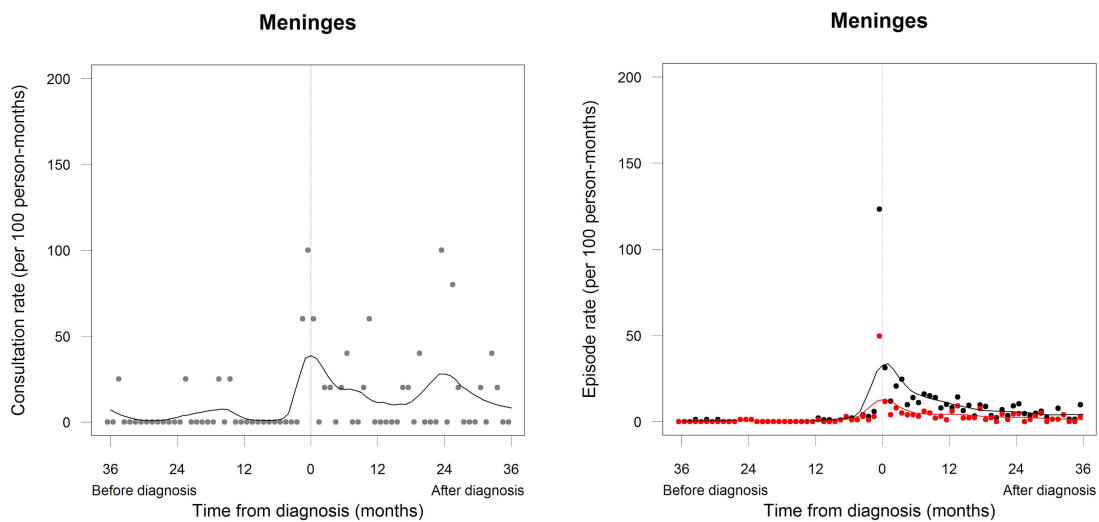 Meninges
Consultation rate (per 100 person-months)
200
150
100
50
0
36
24
12
0
12
24
36
Before diagnosis
After diagnosis
Time from diagnosis (months)
Meninges
Episode rate (per 100 person-months)
200
150
100
50
0
36
24
12
0
12
24
36
Before diagnosis
After diagnosis
Time from diagnosis (months)